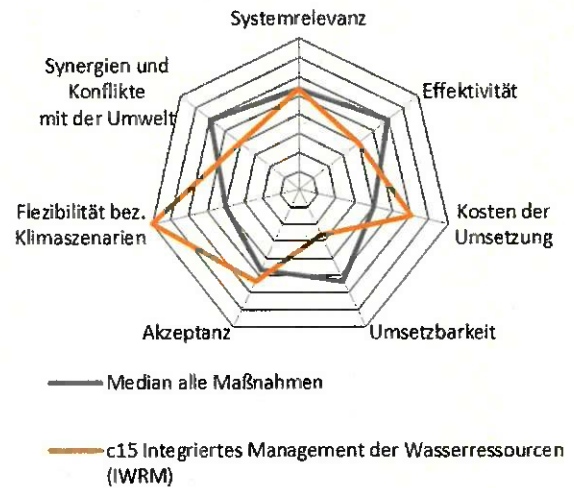 Systemrelevanz
Synergien und
Konflikte
mit der Umwelt
Effektivität
Flezibilität bez.
Klimaszenarien
Kosten der
Umsetzung
Akzeptanz
Umsetzbarkeit
Median alle Maßnahmen
c15 Integriertes Management der Wasserressourcen
(IWRM)